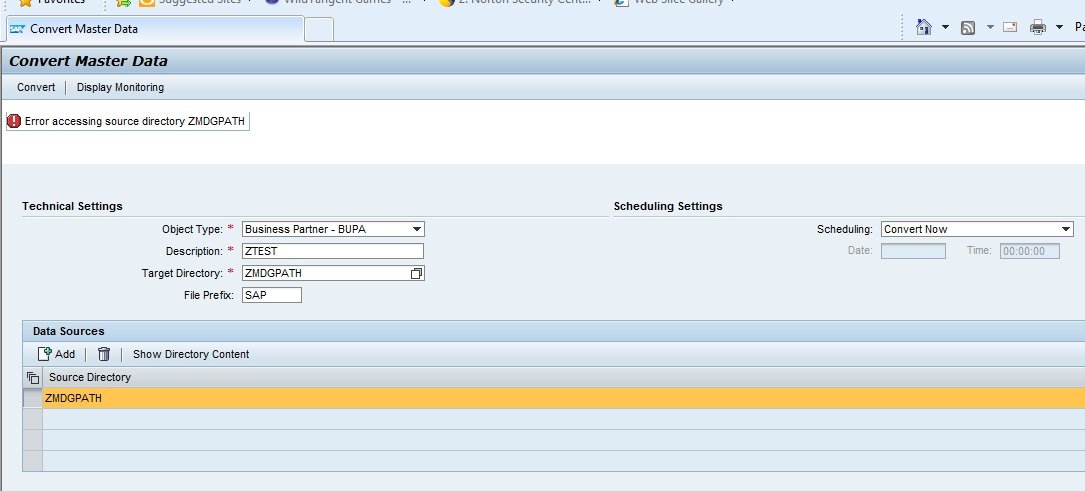 Favorites Suggested Sites WildTangent Games - ... 2. Norton Security Cent... Web Slice Gallery
SAP Convert Master Data
Convert Master Data
Convert Display Monitoring
Error accessing source directory ZMDGPATH
Technical Settings Scheduling Settings
Object Type: * Business Partner - BUPA Scheduling: Convert Now
Description: * ZTEST Date: Time: 00:00:00
Target Directory: * ZMDGPATH
File Prefix: SAP
Data Sources
Add Show Directory Content
Source Directory
ZMDGPATH